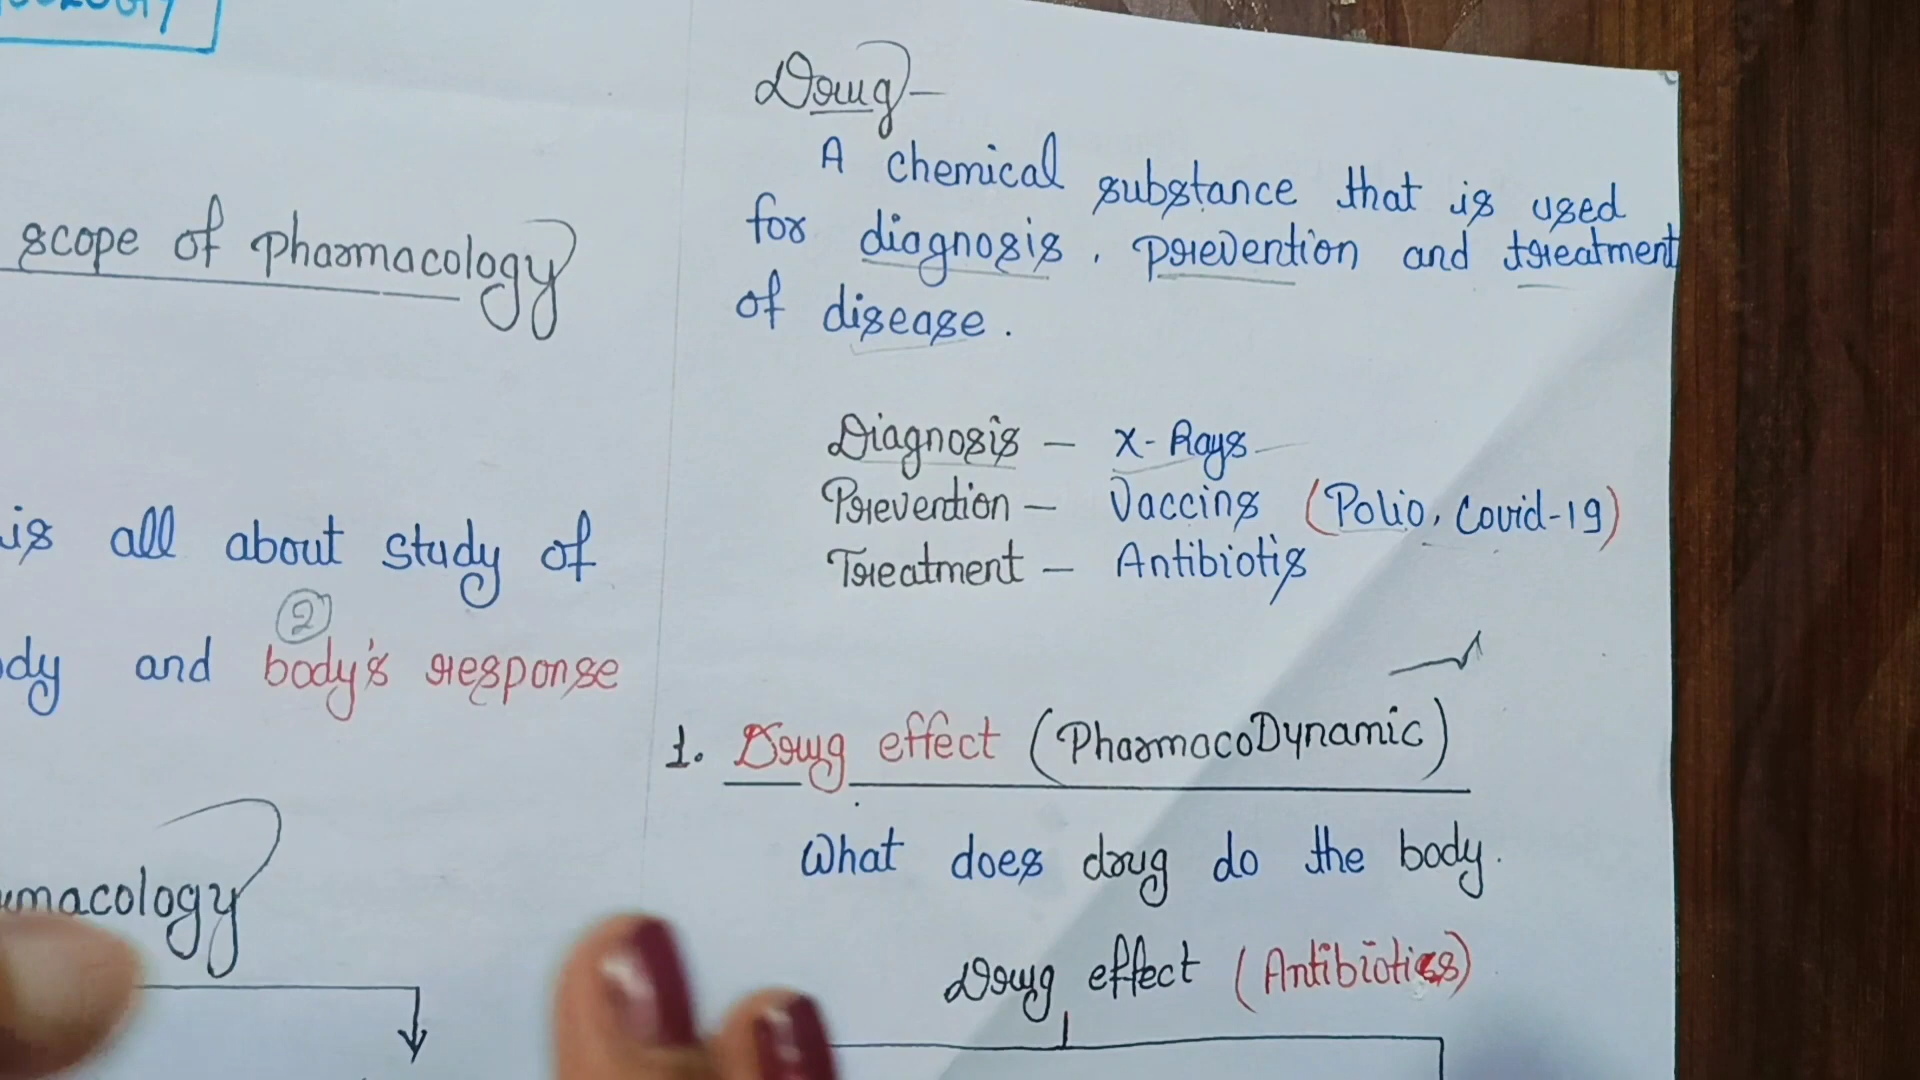 scope of pharmacology
is all about study of
2
and body's response
Drug-
A chemical substance that is used
for diagnosis, prevention and treatment
of disease.
Diagnosis - X-Rays
Prevention - Vaccins (Polio, Covid-19)
Treatment - Antibiotis
1. Drug effect (PharmacoDynamic)
What does drug do the body.
Drug effect (Antibiotics)